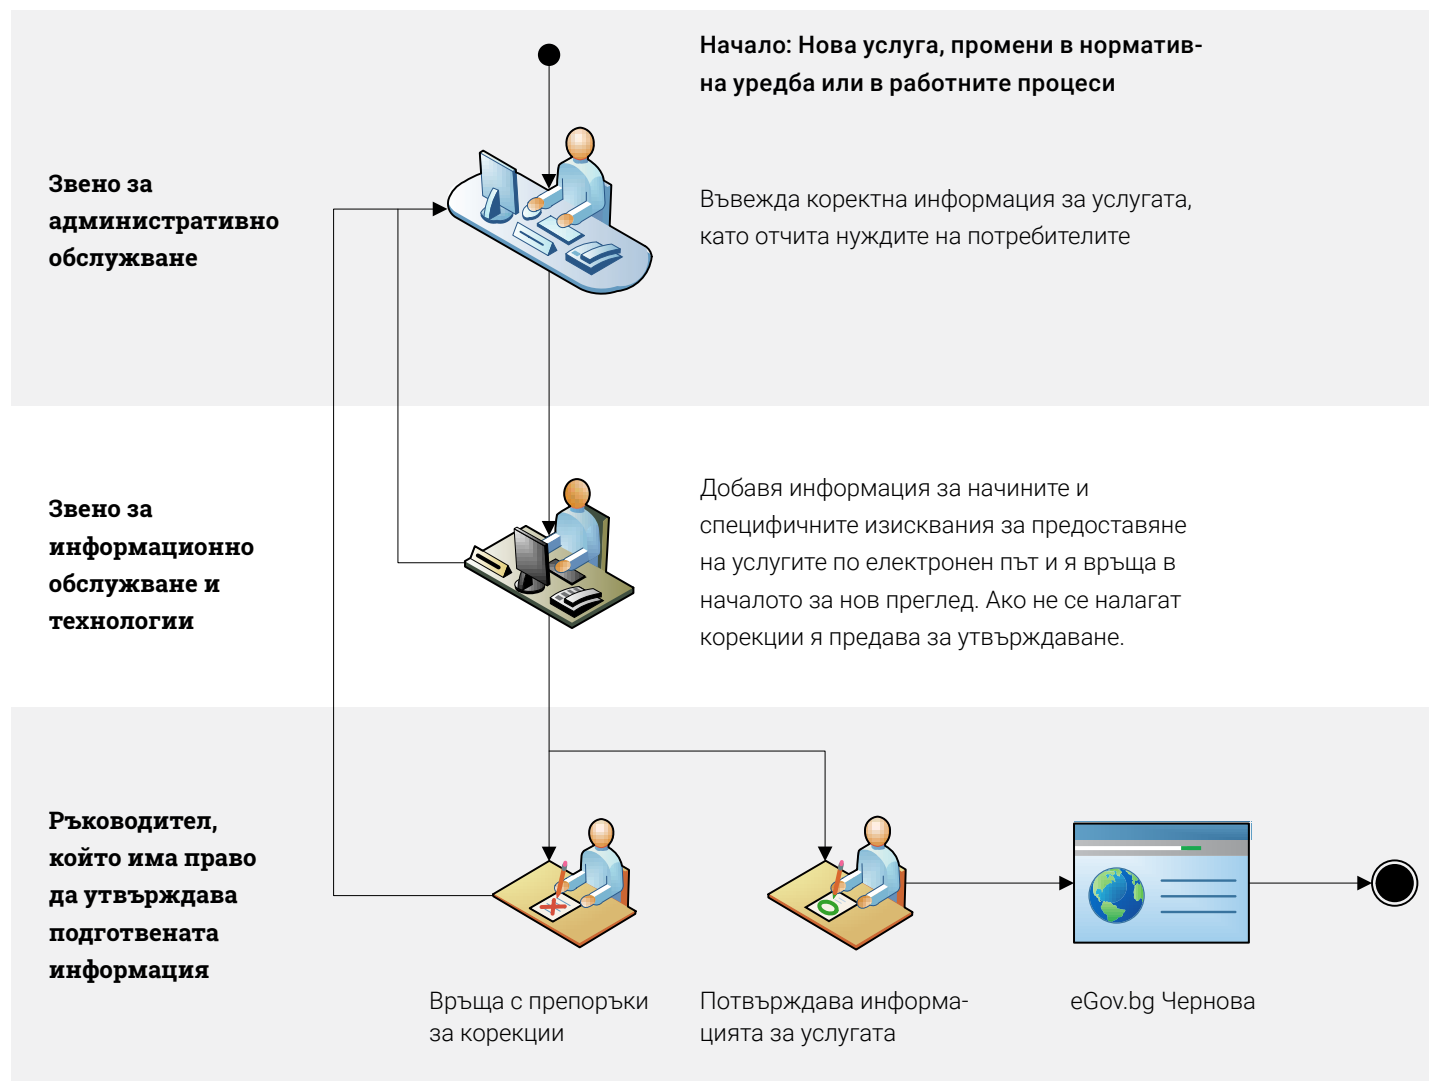 Начало: Нова услуга, промени в норматив-
на уредба или в работните процеси
Звено за
административно
обслужване
Въвежда коректна информация за услугата,
като отчита нуждите на потребителите
Звено за
информационно
обслужване и
технологии
Добавя информация за начините и
специфичните изисквания за предоставяне
на услугите по електронен път и я връща в
началото за нов преглед. Ако не се налагат
корекции я предава за утвърждаване.
Ръководител,
който има право
да утвърждава
подготвената
информация
Връща с препоръки
за корекции
Потвърждава информа-
цията за услугата
eGov.bg Чернова